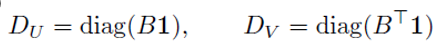 D_U = diag(B1), D_V = diag(B^⊤1)